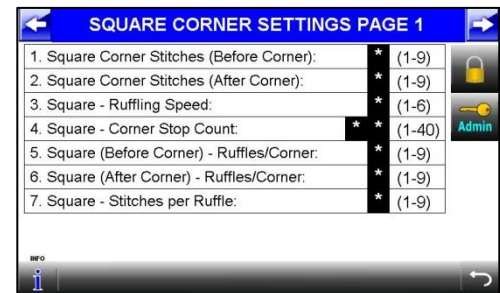 SQUARE CORNER SETTINGS PAGE 1
1. Square Corner Stitches (Before Corner): * (1-9)
2. Square Corner Stitches (After Corner): * (1-9)
3. Square - Ruffling Speed: * (1-6)
4. Square - Corner Stop Count: * * (1-40)
5. Square (Before Corner) - Ruffles/Corner: * (1-9)
6. Square (After Corner) - Ruffles/Corner: * (1-9)
7. Square - Stitches per Ruffle: * (1-9)
Admin
INFO
i